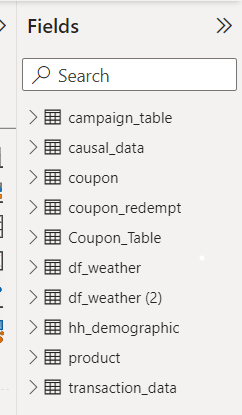 Fields
Search
campaign_table
causal_data
coupon
coupon_redempt
Coupon_Table
df_weather
df_weather (2)
hh_demographic
product
transaction_data